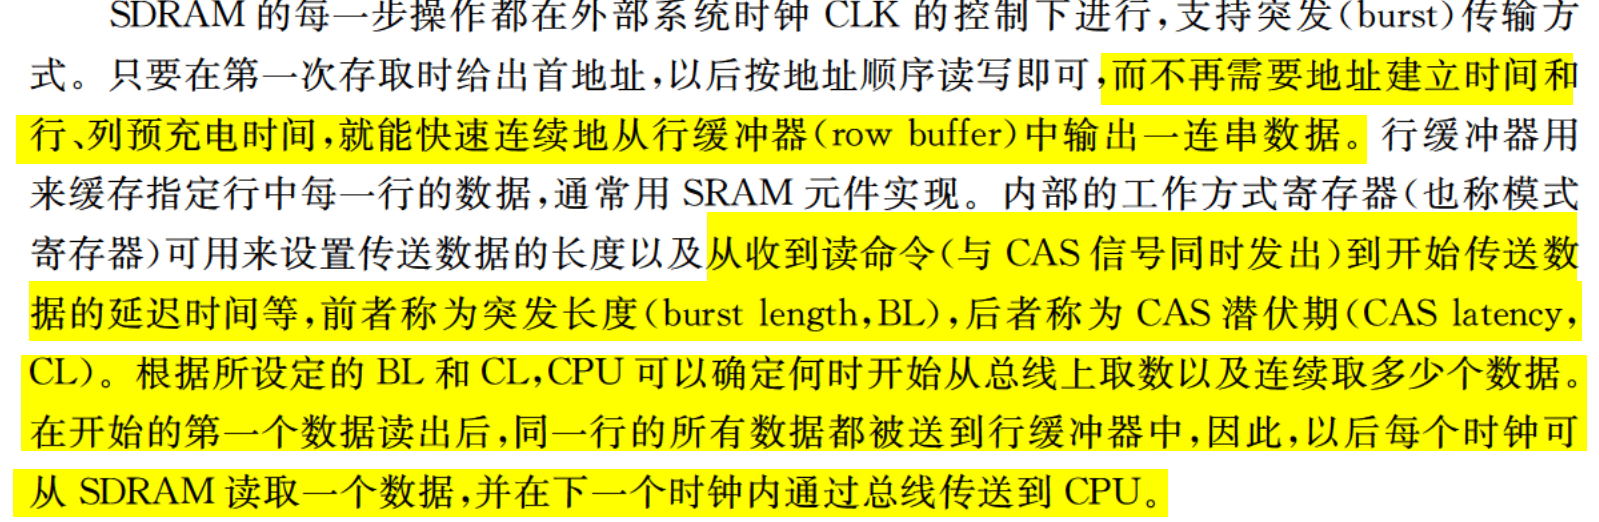 SDRAM 的每一步操作都在外部系统时钟 CLK 的控制下进行,支持突发(burst)传输方
式。只要在第一次存取时给出首地址,以后按地址顺序读写即可,而不再需要地址建立时间和
行、列预充电时间,就能快速连续地从行缓冲器(row buffer)中输出一连串数据。行缓冲器用
来缓存指定行中每一行的数据,通常用 SRAM 元件实现。内部的工作方式寄存器(也称模式
寄存器)可用来设置传送数据的长度以及从收到读命令(与 CAS 信号同时发出)到开始传送数
据的延迟时间等,前者称为突发长度(burst length,BL),后者称为 CAS 潜伏期(CAS latency,
CL)。根据所设定的 BL 和 CL,CPU 可以确定何时开始从总线上取数以及连续取多少个数据。
在开始的第一个数据读出后,同一行的所有数据都被送到行缓冲器中,因此,以后每个时钟可
从 SDRAM 读取一个数据,并在下一个时钟内通过总线传送到 CPU。